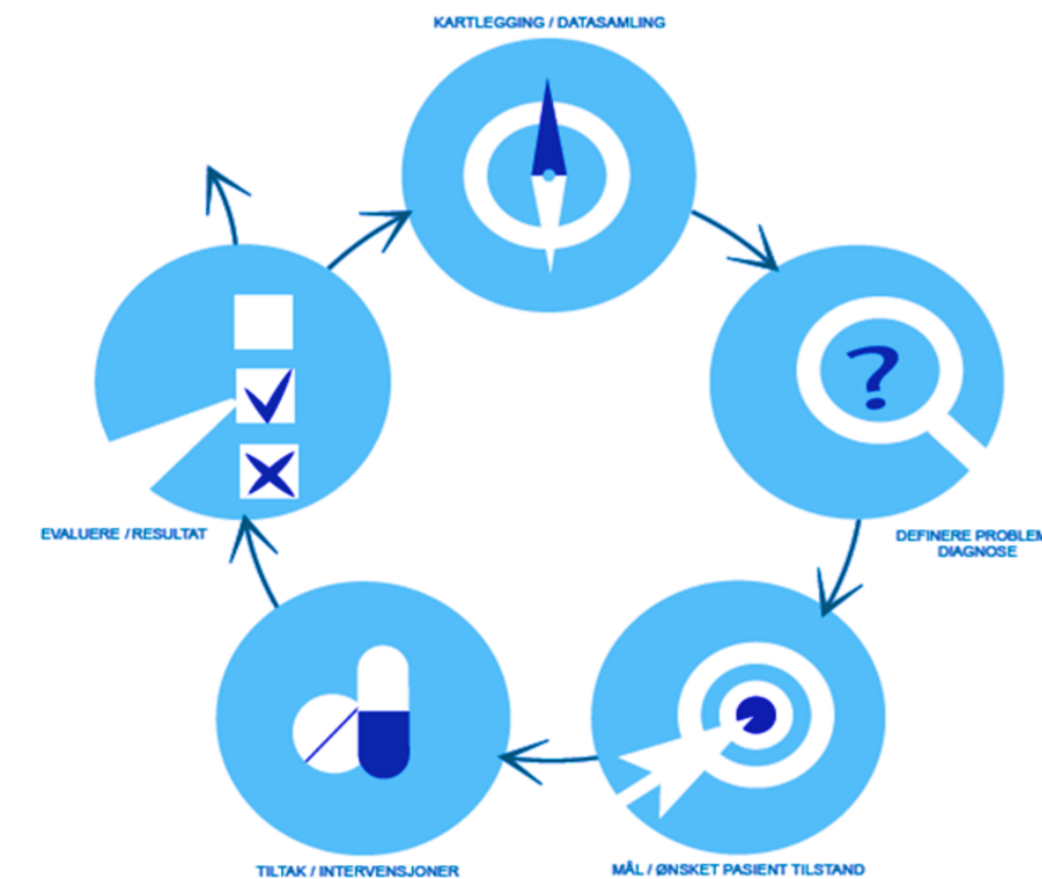 KARTLEGGING / DATASAMLING
?
DEFINERE PROBLEM
DIAGNOSE
MÅL / ØNSKET PASIENT TILSTAND
TILTAK / INTERVENSJONER
EVALUERE / RESULTAT